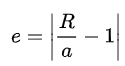 e = |R/a − 1|